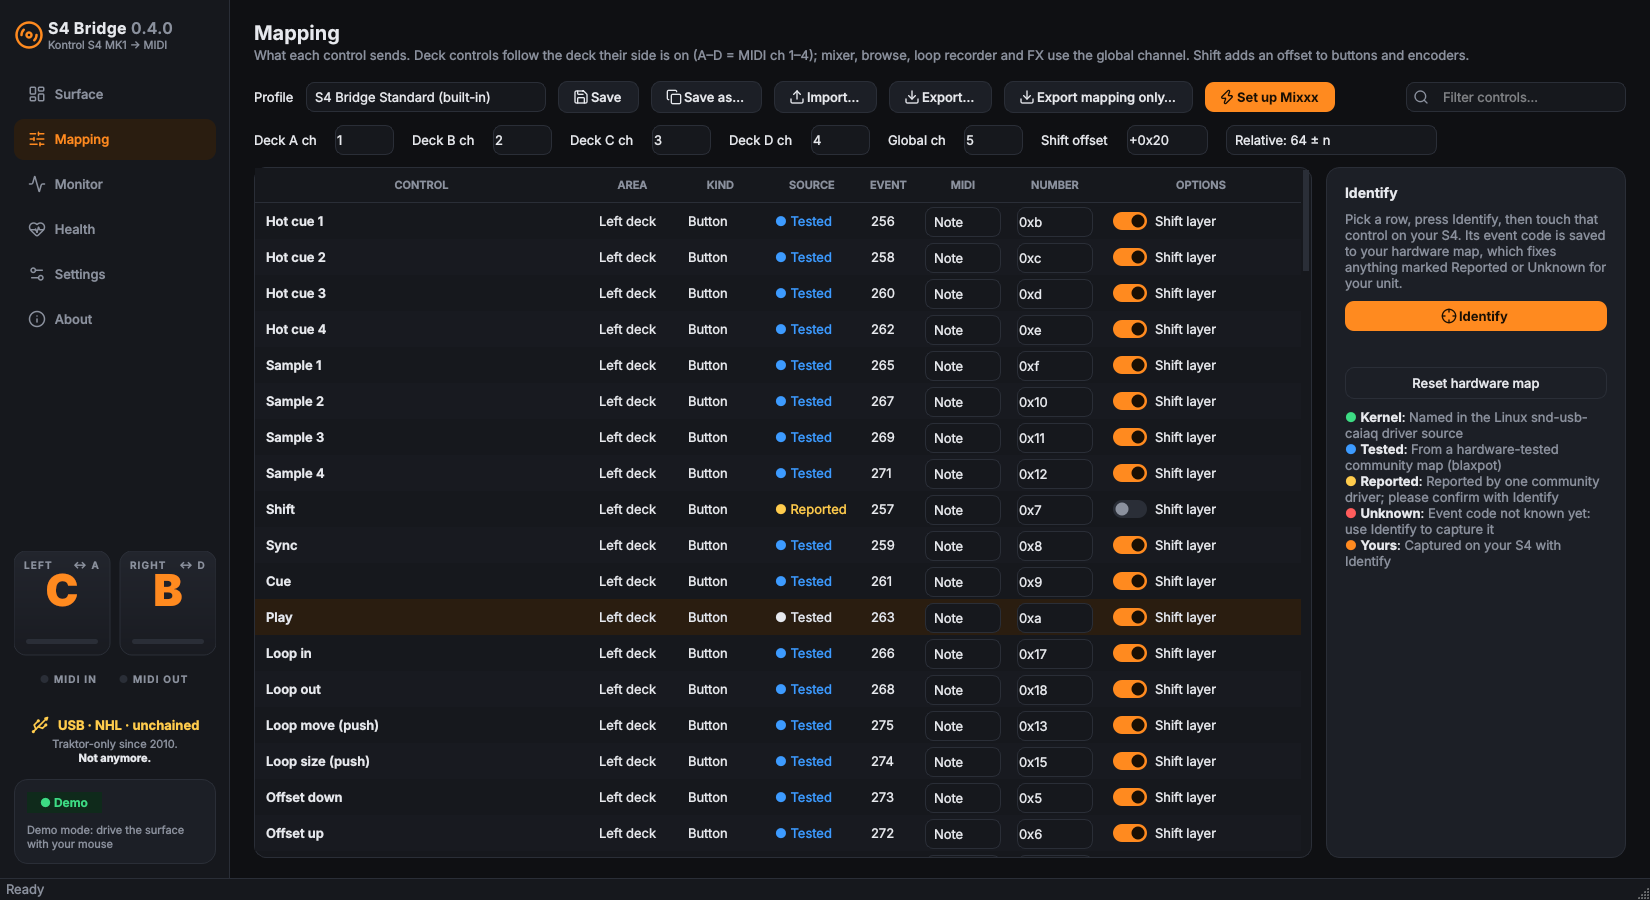 S4 Bridge 0.4.0
Kontrol S4 MK1 → MIDI
Surface
Mapping
Monitor
Health
Settings
About
LEFT ↔ A
C
RIGHT ↔ D
B
MIDI IN MIDI OUT
USB · NHL · unchained
Traktor-only since 2010.
Not anymore.
Demo
Demo mode: drive the surface
with your mouse
Mapping
What each control sends. Deck controls follow the deck their side is on (A–D = MIDI ch 1–4); mixer, browse, loop recorder and FX use the global channel. Shift adds an offset to buttons and encoders.
Profile S4 Bridge Standard (built-in) Save Save as... Import... Export... Export mapping only... Set up Mixxx Filter controls...
Deck A ch 1 Deck B ch 2 Deck C ch 3 Deck D ch 4 Global ch 5 Shift offset +0x20 Relative: 64 ± n
CONTROL AREA KIND SOURCE EVENT MIDI NUMBER OPTIONS
Hot cue 1 Left deck Button Tested 256 Note 0xb Shift layer
Hot cue 2 Left deck Button Tested 258 Note 0xc Shift layer
Hot cue 3 Left deck Button Tested 260 Note 0xd Shift layer
Hot cue 4 Left deck Button Tested 262 Note 0xe Shift layer
Sample 1 Left deck Button Tested 265 Note 0xf Shift layer
Sample 2 Left deck Button Tested 267 Note 0x10 Shift layer
Sample 3 Left deck Button Tested 269 Note 0x11 Shift layer
Sample 4 Left deck Button Tested 271 Note 0x12 Shift layer
Shift Left deck Button Reported 257 Note 0x7 Shift layer
Sync Left deck Button Tested 259 Note 0x8 Shift layer
Cue Left deck Button Tested 261 Note 0x9 Shift layer
Play Left deck Button Tested 263 Note 0xa Shift layer
Loop in Left deck Button Tested 266 Note 0x17 Shift layer
Loop out Left deck Button Tested 268 Note 0x18 Shift layer
Loop move (push) Left deck Button Tested 275 Note 0x13 Shift layer
Loop size (push) Left deck Button Tested 274 Note 0x15 Shift layer
Offset down Left deck Button Tested 273 Note 0x5 Shift layer
Offset up Left deck Button Tested 272 Note 0x6 Shift layer
Identify
Pick a row, press Identify, then touch that
control on your S4. Its event code is saved
to your hardware map, which fixes
anything marked Reported or Unknown for
your unit.
Identify
Reset hardware map
Kernel: Named in the Linux snd-usb-
caiaq driver source
Tested: From a hardware-tested
community map (blaxpot)
Reported: Reported by one community
driver; please confirm with Identify
Unknown: Event code not known yet:
use Identify to capture it
Yours: Captured on your S4 with
Identify
Ready